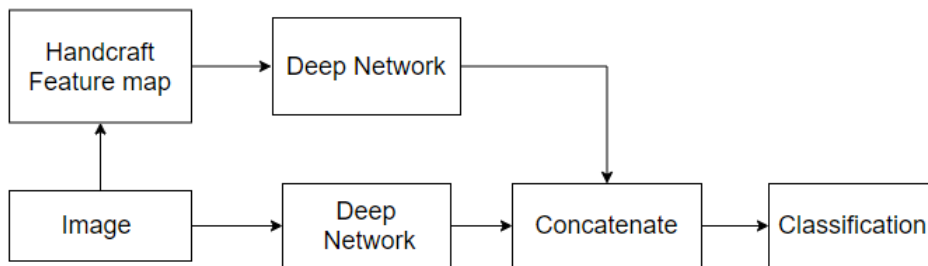 Handcraft
Feature map
Deep Network
Image
Deep
Network
Concatenate
Classification